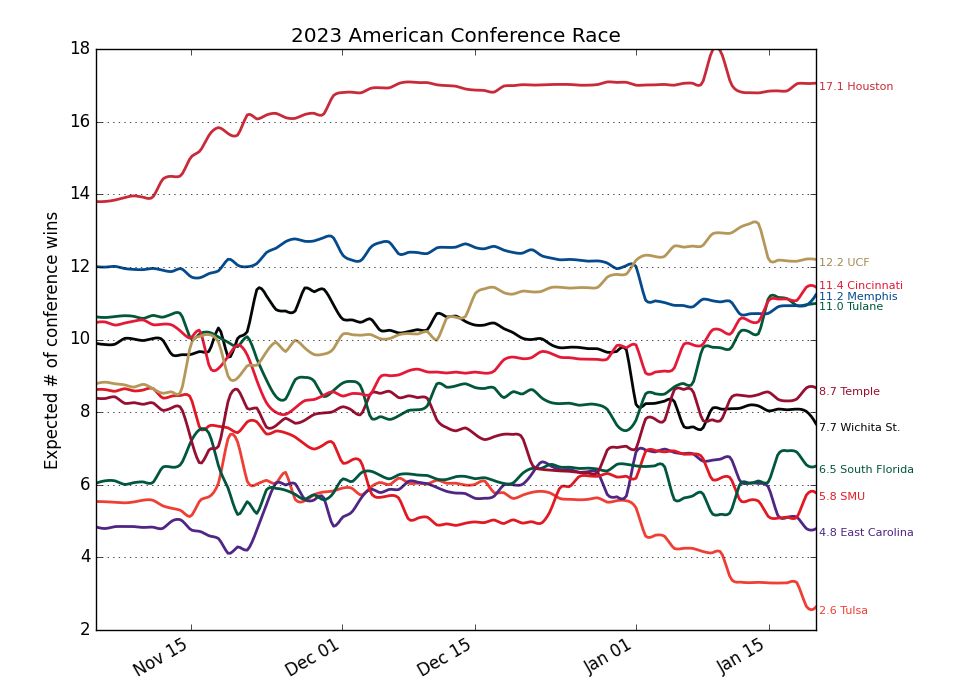 2023 American Conference Race
Expected # of conference wins
18
16
14
12
10
8
6
4
2
17.1 Houston
12.2 UCF
11.4 Cincinnati
11.2 Memphis
11.0 Tulane
8.7 Temple
7.7 Wichita St.
6.5 South Florida
5.8 SMU
4.8 East Carolina
2.6 Tulsa
Nov 15
Dec 01
Dec 15
Jan 01
Jan 15